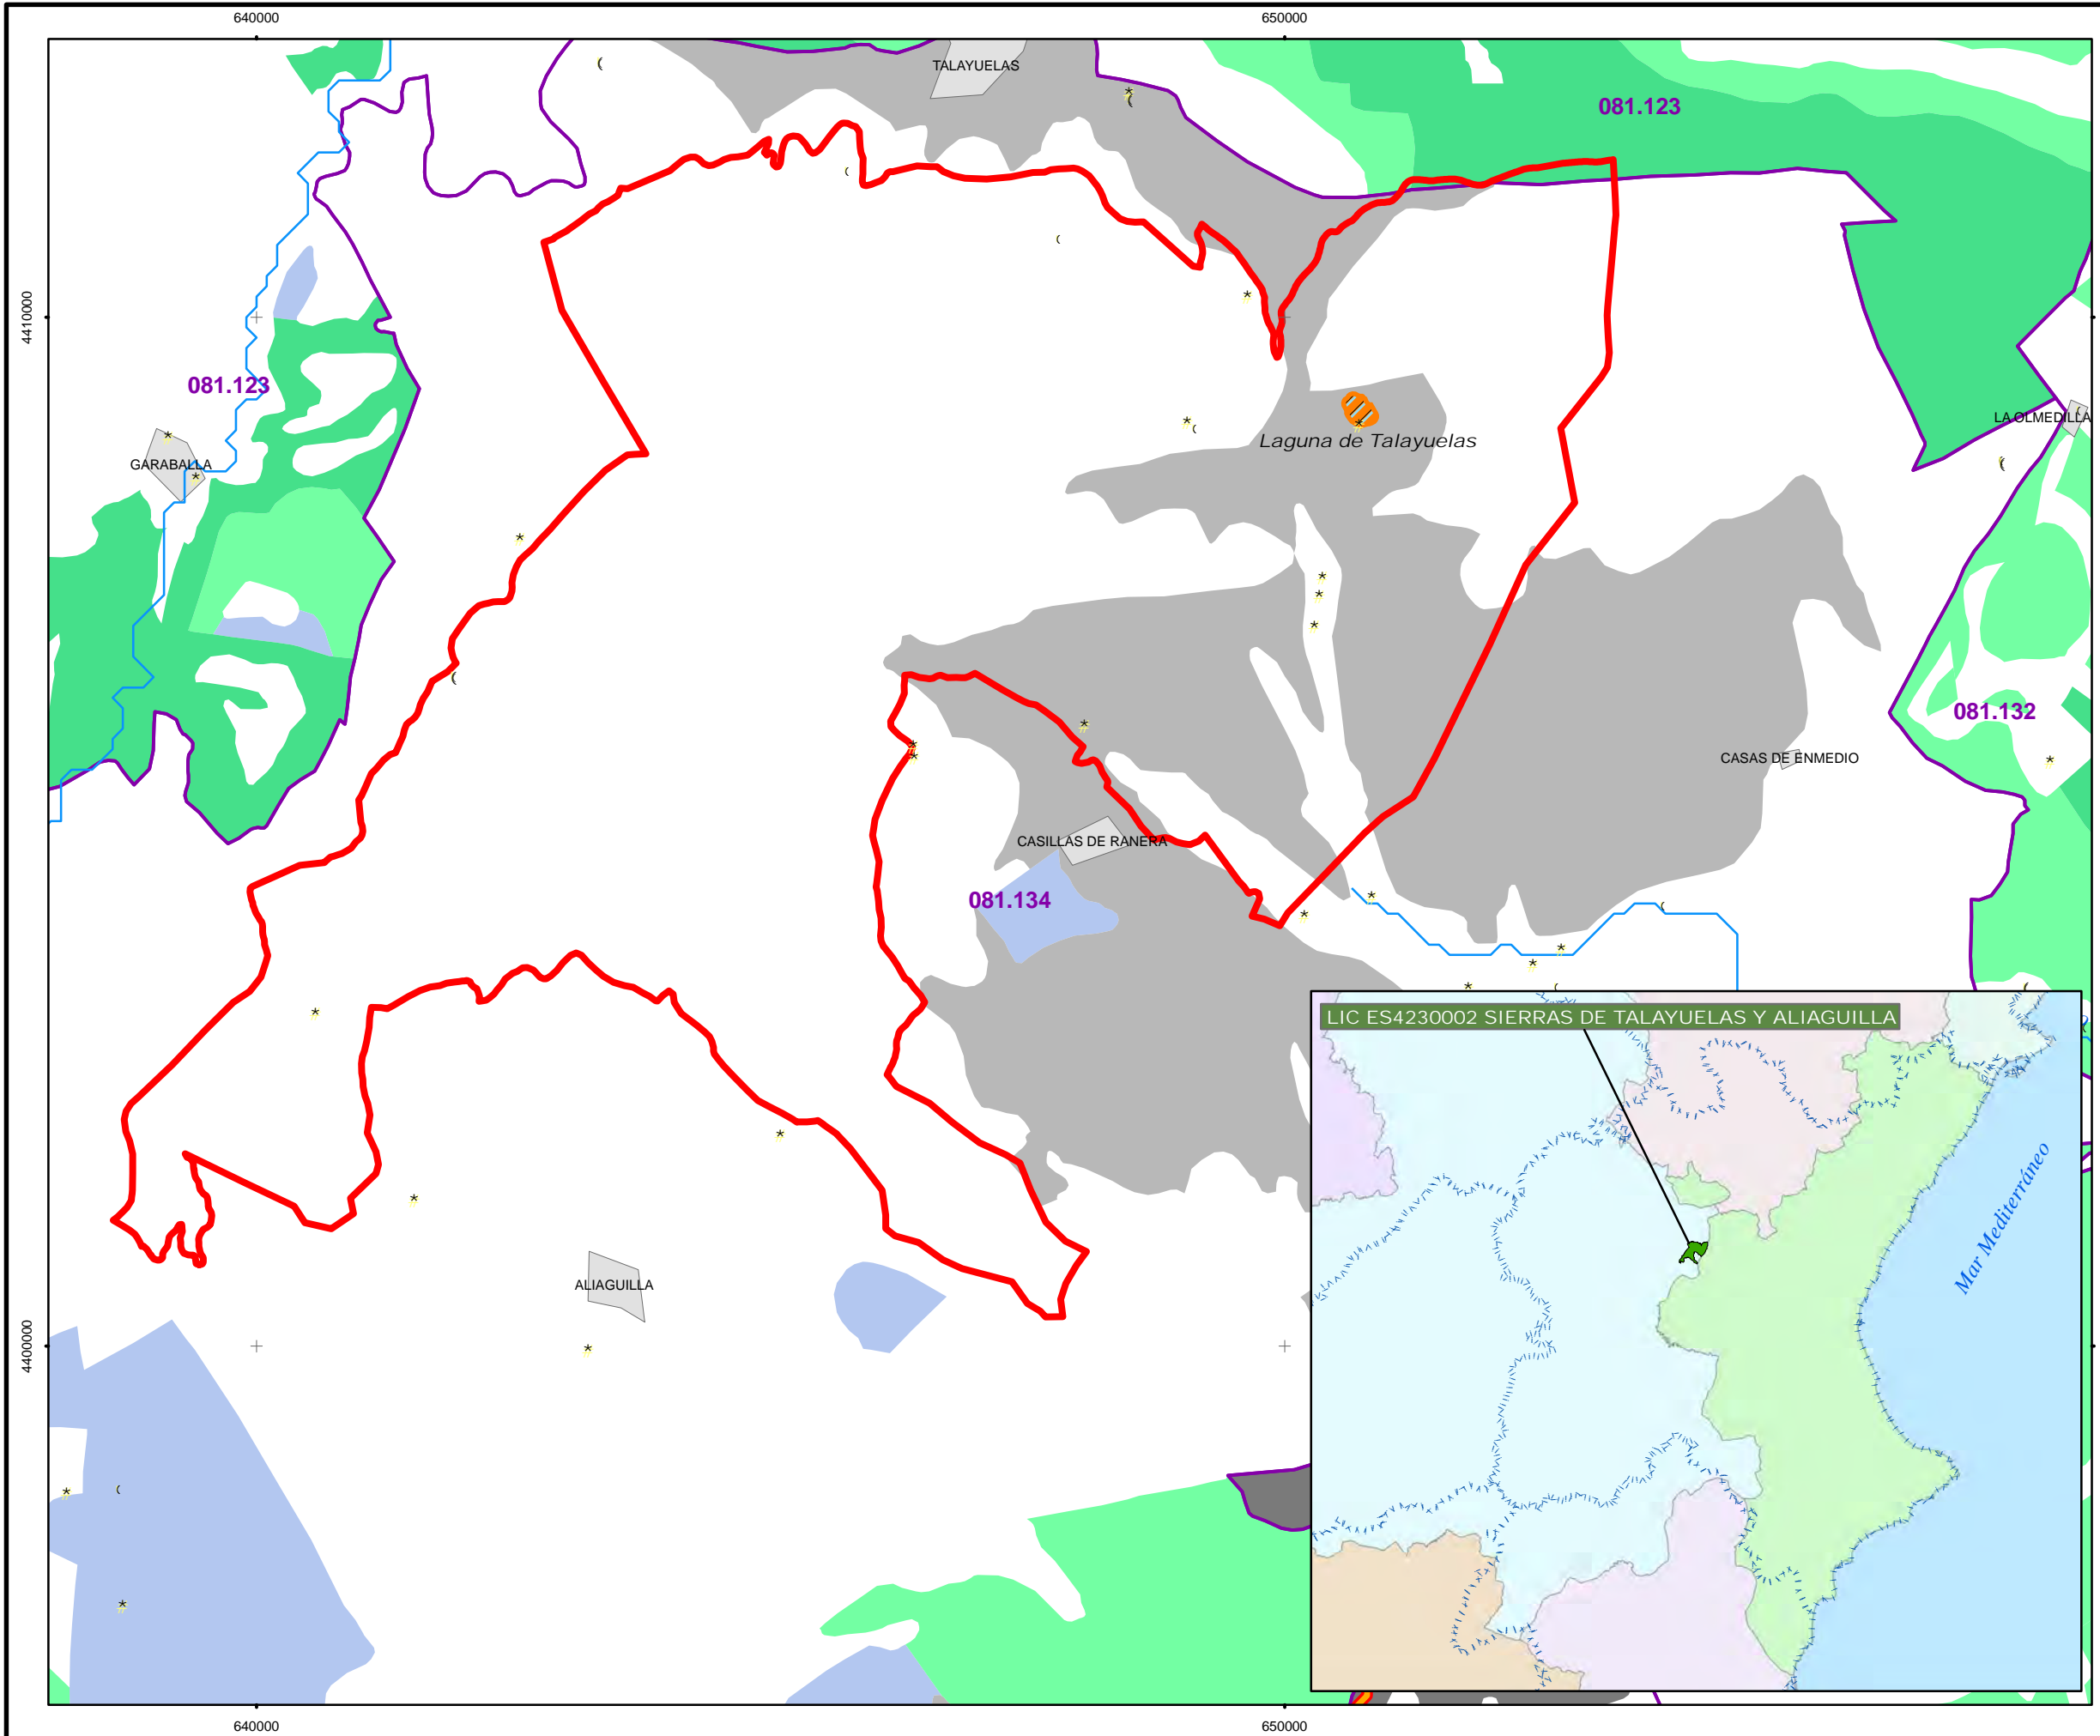 640000
650000
TALAYUELAS
081.123
4410000
081.123
LA OLMEDILLA
Laguna de Talayuelas
GARABALLA
081.132
CASAS DE ENMEDIO
CASILLAS DE RANERA
081.134
LIC ES4230002 SIERRAS DE TALAYUELAS Y ALIAGUILLA
Mar Mediterráneo
ALIAGUILLA
4400000
640000
650000